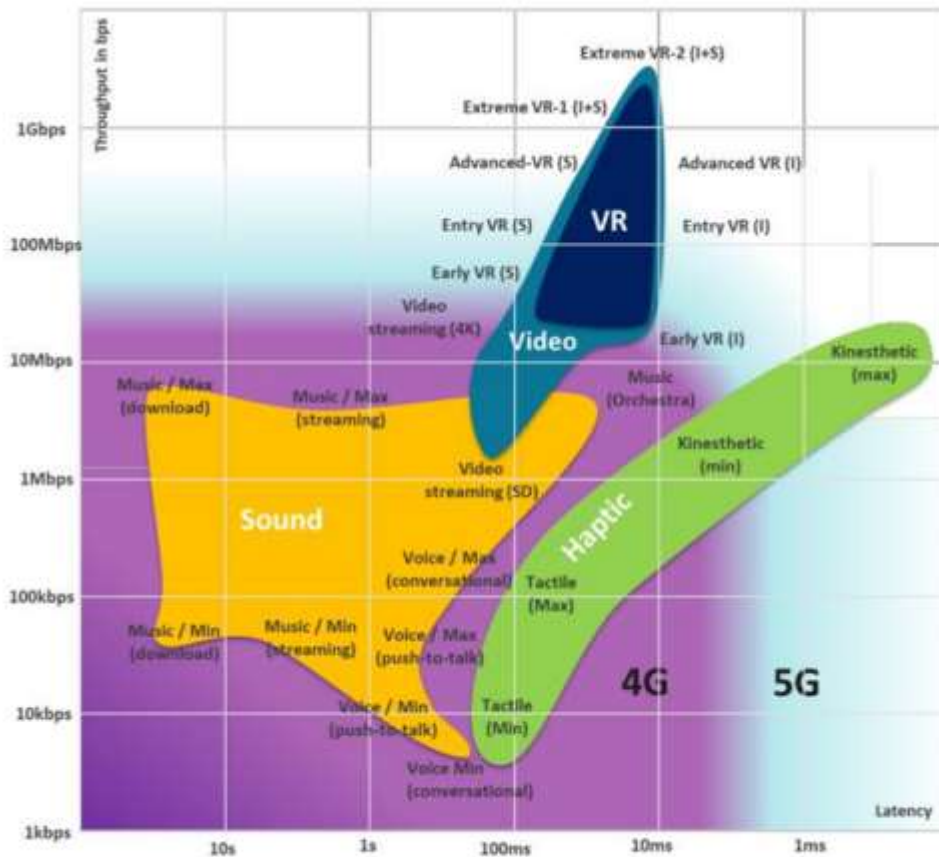 Throughput in bps
Extreme VR-2 (I+S)
Extreme VR-1 (I+S)
1Gbps
Advanced-VR (S)
Advanced VR (I)
VR
Entry VR (S)
Entry VR (I)
100Mbps
Early VR (S)
Video
streaming (4K)
Video
Early VR (I)
10Mbps
Kinesthetic
(max)
Music / Max
(download)
Music / Max
(streaming)
Music
(Orchestra)
Kinesthetic
(min)
1Mbps
Video
streaming (SD)
Sound
Haptic
Voice / Max
(conversational)
Tactile
(Max)
100kbps
Music / Min
(download)
Music / Min
(streaming)
Voice / Max
(push-to-talk)
4G
5G
10kbps
Voice / Min
(push-to-talk)
Tactile
(Min)
Voice Min
(conversational)
Latency
1kbps
10s
1s
100ms
10ms
1ms